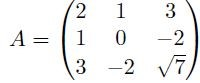 A = ( 2 1 3
1 0 −2
3 −2 √7 )